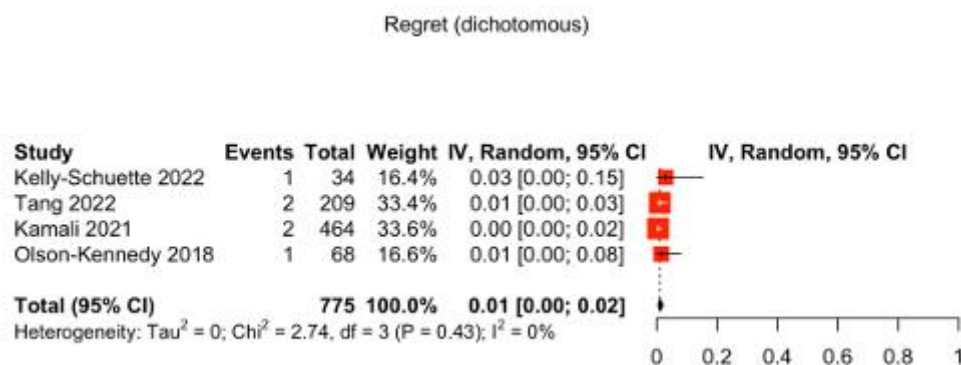 Regret (dichotomous)
Study Events Total Weight IV, Random, 95% CI IV, Random, 95% CI
Kelly-Schuette 2022 1 34 16.4% 0.03 [0.00; 0.15]
Tang 2022 2 209 33.4% 0.01 [0.00; 0.03]
Kamali 2021 2 464 33.6% 0.00 [0.00; 0.02]
Olson-Kennedy 2018 1 68 16.6% 0.01 [0.00; 0.08]
Total (95% CI) 775 100.0% 0.01 [0.00; 0.02]
Heterogeneity: Tau² = 0; Chi² = 2.74, df = 3 (P = 0.43); I² = 0%
0 0.2 0.4 0.6 0.8 1